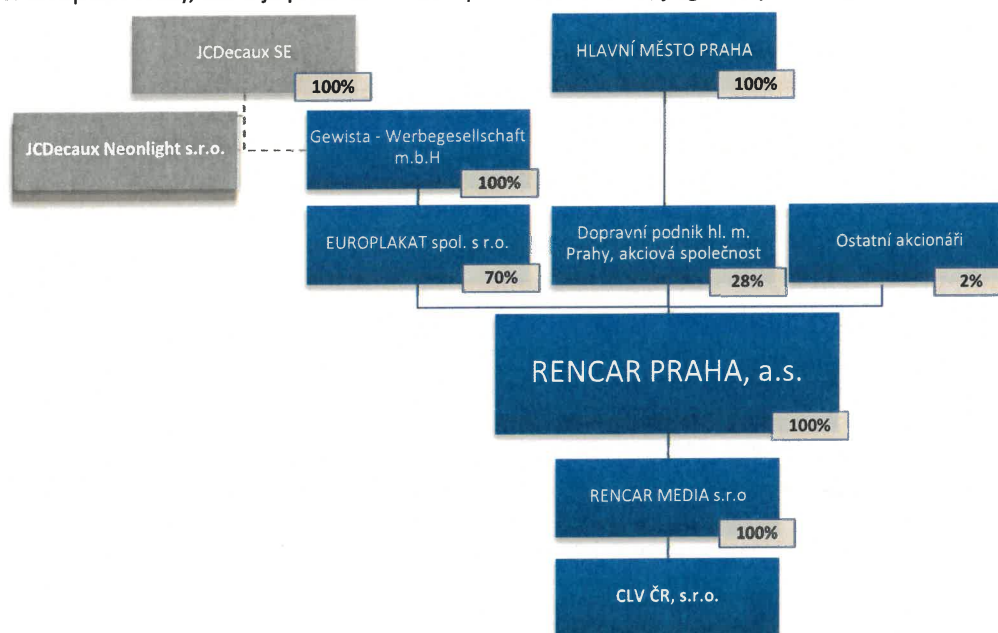 JCDecaux SE
100%
HLAVNÍ MĚSTO PRAHA
100%
JCDecaux Neonlight s.r.o.
Gewista - Werbegesellschaft
m.b.H
100%
EUROPLAKAT spol. s r.o.
70%
Dopravní podnik hl. m.
Prahy, akciová společnost
28%
Ostatní akcionáři
2%
RENCAR PRAHA, a.s.
100%
RENCAR MEDIA s.r.o
100%
CLV ČR, s.r.o.